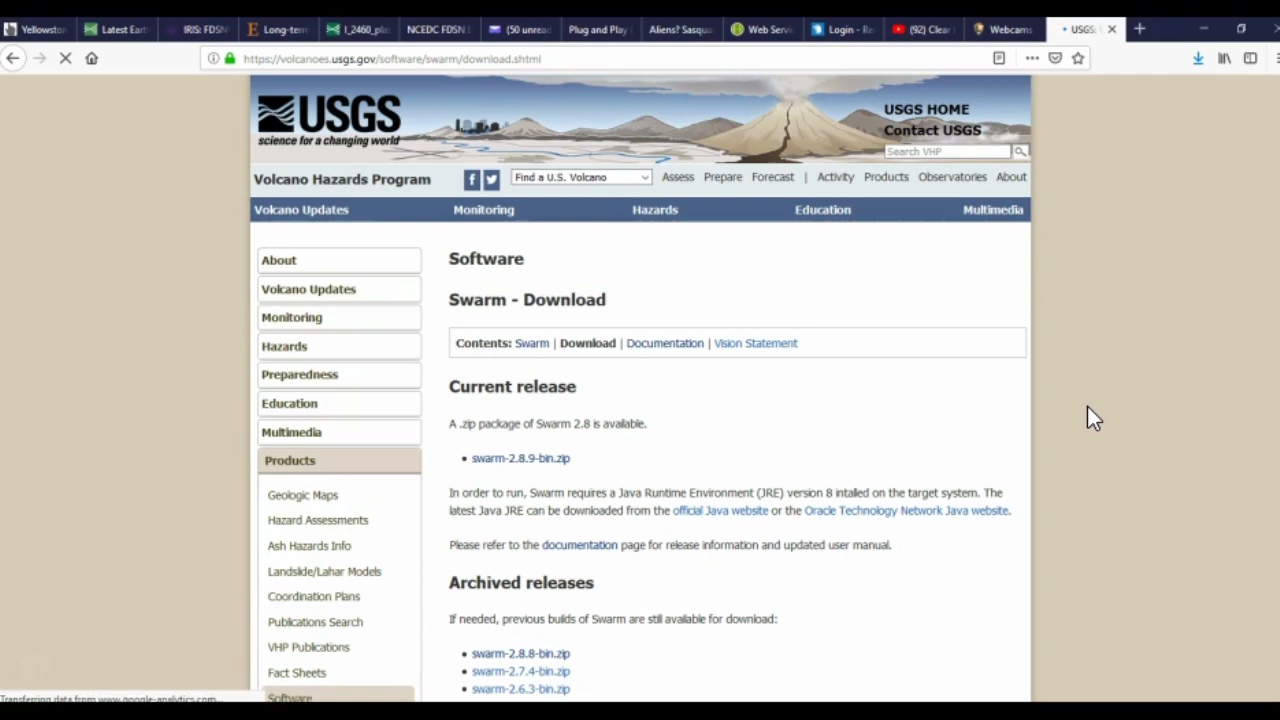 Yellowston
Latest Eart
IRIS: FDSN
Long-term
I_2460_pl
NCEDC FDSN
(50 unread
Plug and Play
Aliens? Sasqua
Web Servi
Login - Re
(92) Clear
Webcams
USGS:
https://volcanoes.usgs.gov/software/swarm/download.shtml
USGS
science for a changing world
USGS HOME
Contact USGS
Search VHP
Volcano Hazards Program
Find a U.S. Volcano
Assess Prepare Forecast | Activity Products Observatories About
Volcano Updates Monitoring Hazards Education Multimedia
About
Volcano Updates
Monitoring
Hazards
Preparedness
Education
Multimedia
Products
Geologic Maps
Hazard Assessments
Ash Hazards Info
Landslide/Lahar Models
Coordination Plans
Publications Search
VHP Publications
Fact Sheets
Software
Software
Swarm - Download
Contents: Swarm | Download | Documentation | Vision Statement
Current release
A .zip package of Swarm 2.8 is available.
• swarm-2.8.9-bin.zip
In order to run, Swarm requires a Java Runtime Environment (JRE) version 8 intalled on the target system. The
latest Java JRE can be downloaded from the official Java website or the Oracle Technology Network Java website.
Please refer to the documentation page for release information and updated user manual.
Archived releases
If needed, previous builds of Swarm are still available for download:
• swarm-2.8.8-bin.zip
• swarm-2.7.4-bin.zip
• swarm-2.6.3-bin.zip
Transferring data from www.google-analytics.com...